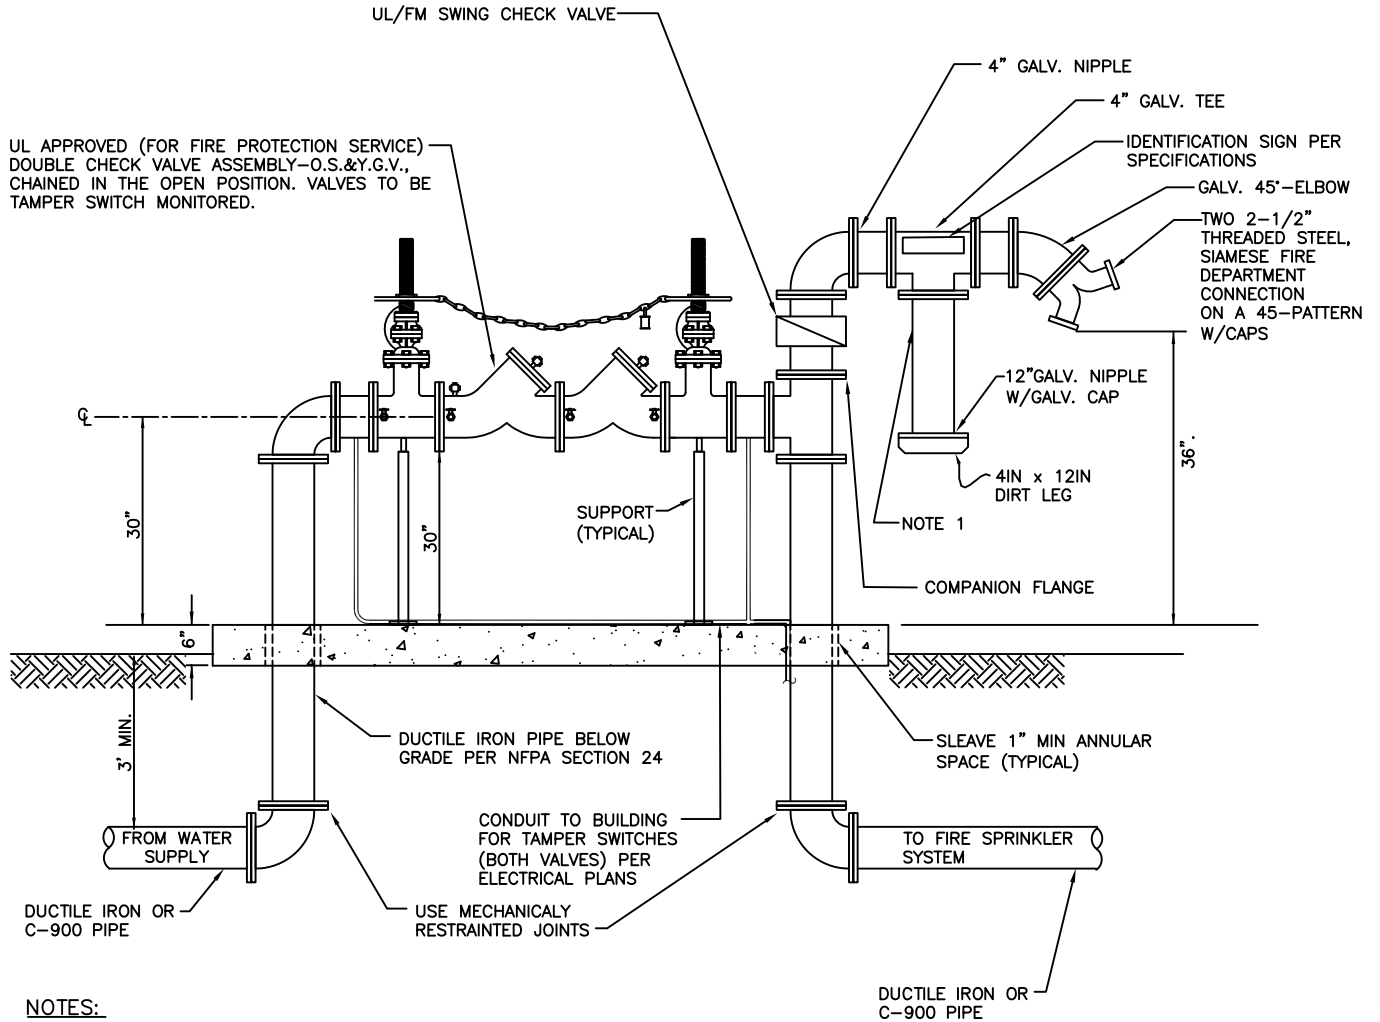 UL/FM SWING CHECK VALVE
4" GALV. NIPPLE
4" GALV. TEE
IDENTIFICATION SIGN PER
SPECIFICATIONS
GALV. 45°-ELBOW
TWO 2-1/2"
THREADED STEEL,
SIAMESE FIRE
DEPARTMENT
CONNECTION
ON A 45-PATTERN
W/CAPS
UL APPROVED (FOR FIRE PROTECTION SERVICE)
DOUBLE CHECK VALVE ASSEMBLY-O.S.&Y.G.V.,
CHAINED IN THE OPEN POSITION. VALVES TO BE
TAMPER SWITCH MONITORED.
12"GALV. NIPPLE
W/GALV. CAP
CL
36".
4IN x 12IN
DIRT LEG
SUPPORT
(TYPICAL)
NOTE 1
30"
30"
COMPANION FLANGE
6"
3' MIN.
DUCTILE IRON PIPE BELOW
GRADE PER NFPA SECTION 24
SLEAVE 1" MIN ANNULAR
SPACE (TYPICAL)
CONDUIT TO BUILDING
FOR TAMPER SWITCHES
(BOTH VALVES) PER
ELECTRICAL PLANS
FROM WATER
SUPPLY
TO FIRE SPRINKLER
SYSTEM
DUCTILE IRON OR
C-900 PIPE
USE MECHANICALY
RESTRAINTED JOINTS
DUCTILE IRON OR
C-900 PIPE
NOTES: